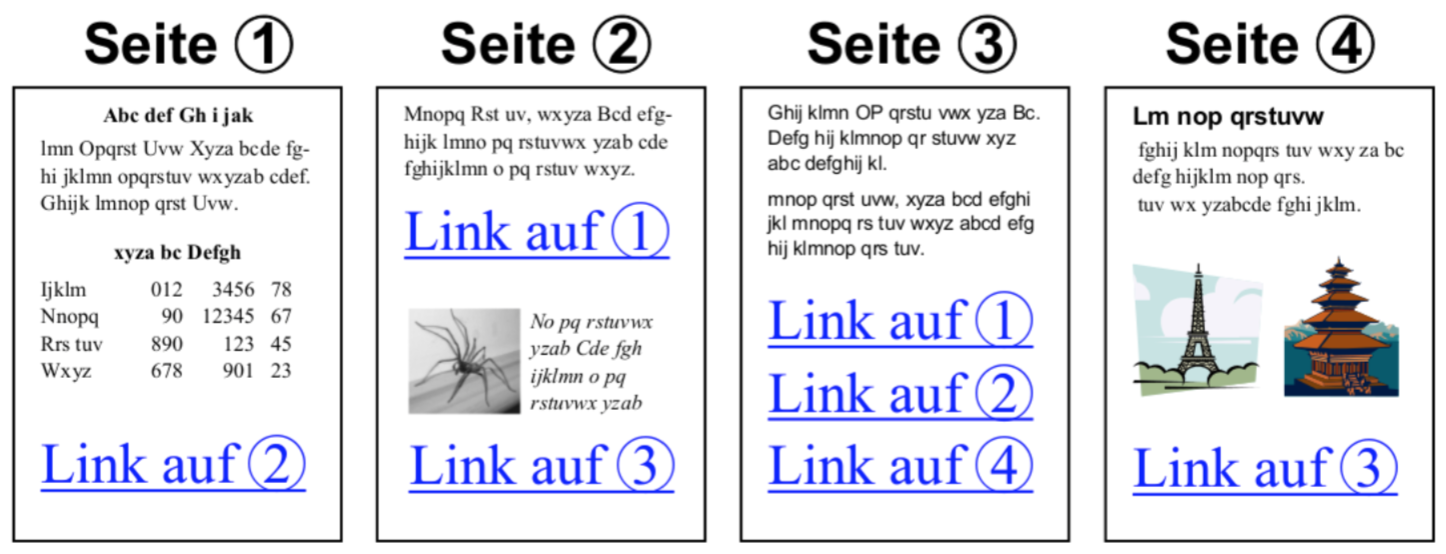 Seite ①
Abc def Gh i jak
lmn Opqrst Uvw Xyza bcde fg-
hi jklmn opqrstuv wxyzab cdef.
Ghijk lmnop qrst Uvw.
xyza bc Defgh
Ijklm 012 3456 78
Nnopq 90 12345 67
Rrs tuv 890 123 45
Wxyz 678 901 23
Link auf ②
Seite ②
Mnopq Rst uv, wxyza Bcd efg-
hijk lmno pq rstuvwx yzab cde
fghijklmn o pq rstuv wxyz.
Link auf ①
No pq rstuvwx
yzab Cde fgh
ijklmn o pq
rstuvwx yzab
Link auf ③
Seite ③
Ghij klmn OP qrstu vwx yza Bc.
Defg hij klmnop qr stuvw xyz
abc defghij kl.
mnop qrst uvw, xyza bcd efghi
jkl mnopq rs tuv wxyz abcd efg
hij klmnop qrs tuv.
Link auf ①
Link auf ②
Link auf ④
Seite ④
Lm nop qrstuvw
fghij klm nopqrs tuv wxy za bc
defg hijklm nop qrs.
tuv wx yzabcde fghi jklm.
Link auf ③